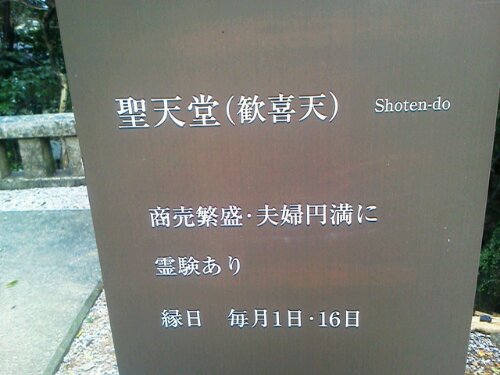 聖天堂(歓喜天) Shoten-do
商売繁盛・夫婦円満に
霊験あり
縁日 毎月1日・16日